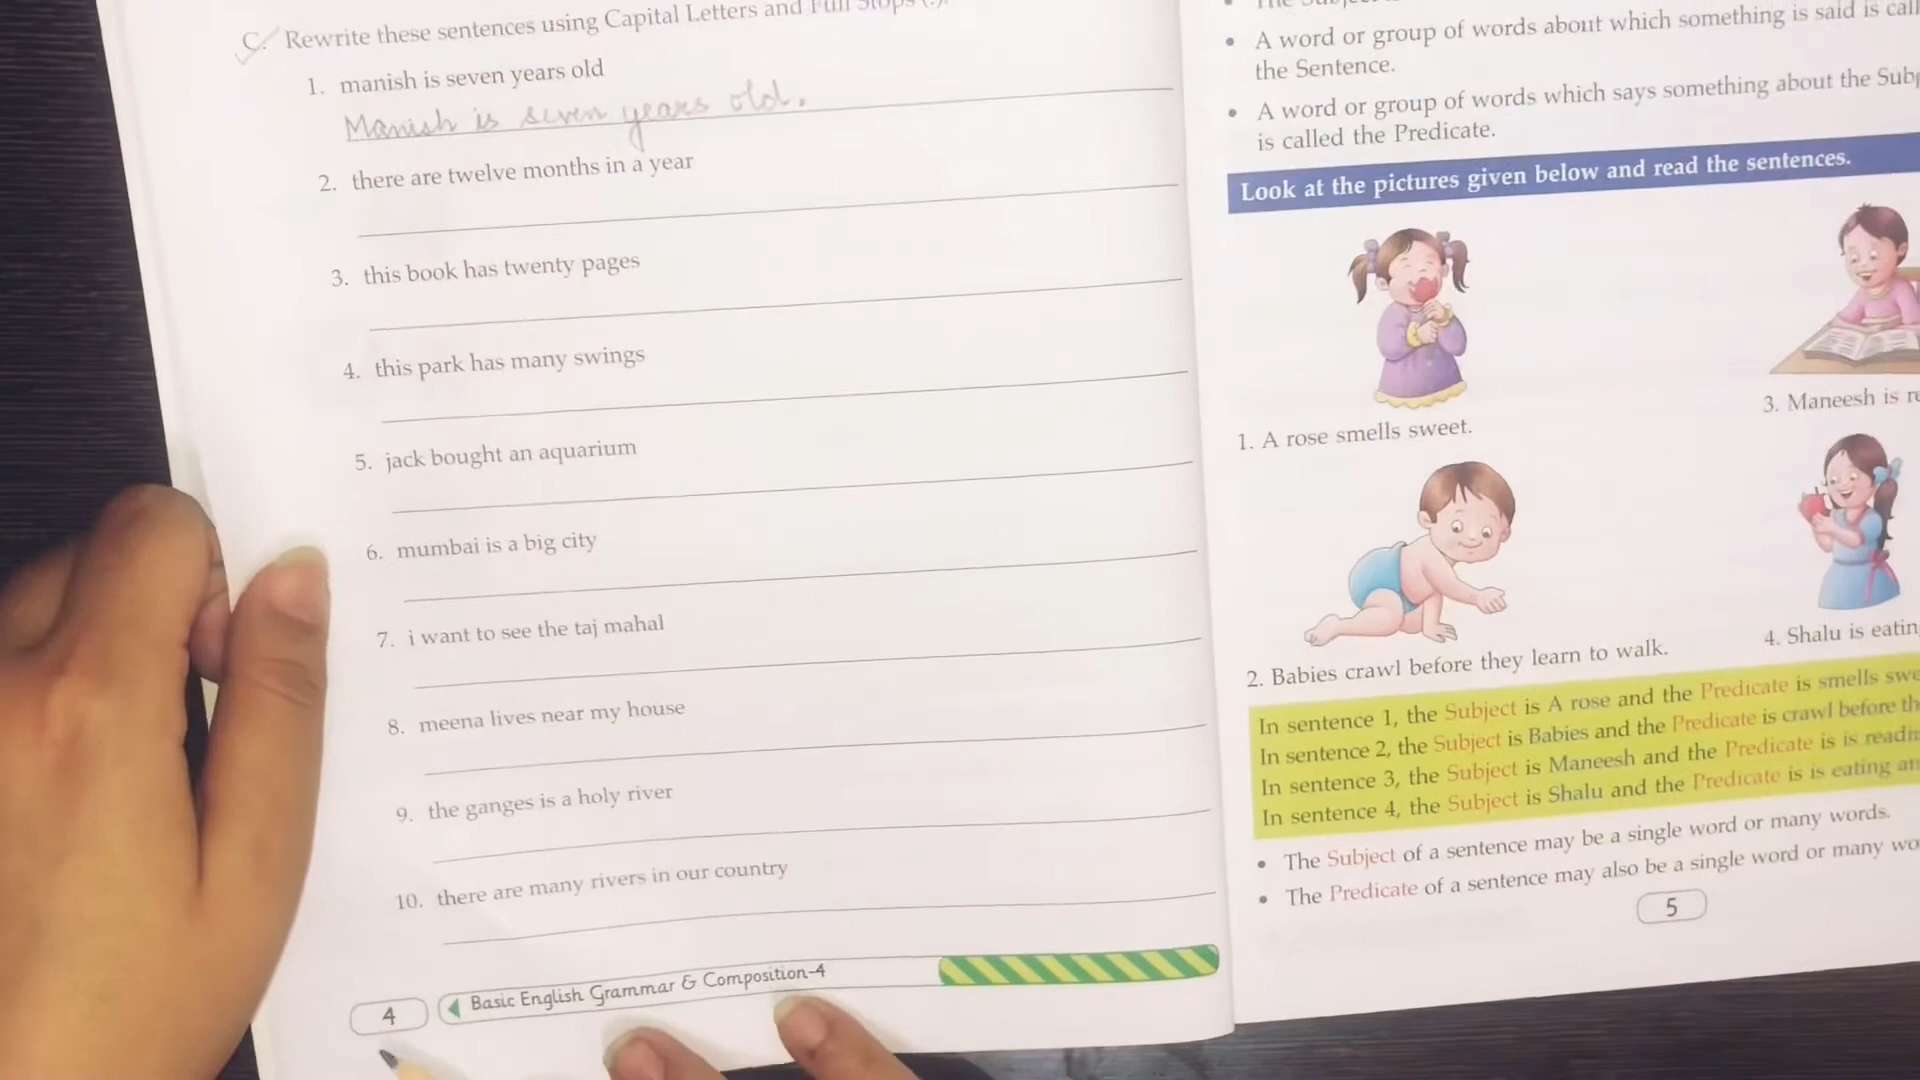 C. Rewrite these sentences using Capital Letters and Full Stops (.).
1. manish is seven years old
Manish is seven years old.
2. there are twelve months in a year
3. this book has twenty pages
4. this park has many swings
5. jack bought an aquarium
6. mumbai is a big city
7. i want to see the taj mahal
8. meena lives near my house
9. the ganges is a holy river
10. there are many rivers in our country
4
Basic English Grammar & Composition-4
• A word or group of words about which something is said is
the Sentence.
• A word or group of words which says something about the
is called the Predicate.
Look at the pictures given below and read the sentences.
1. A rose smells sweet.
3. Maneesh is
2. Babies crawl before they learn to walk.
4. Shalu is
In sentence 1, the Subject is A rose and the Predicate is smells
In sentence 2, the Subject is Babies and the Predicate is crawl before
In sentence 3, the Subject is Maneesh and the Predicate is is
In sentence 4, the Subject is Shalu and the Predicate is is eating
• The Subject of a sentence may be a single word or many words.
• The Predicate of a sentence may also be a single word or many
5